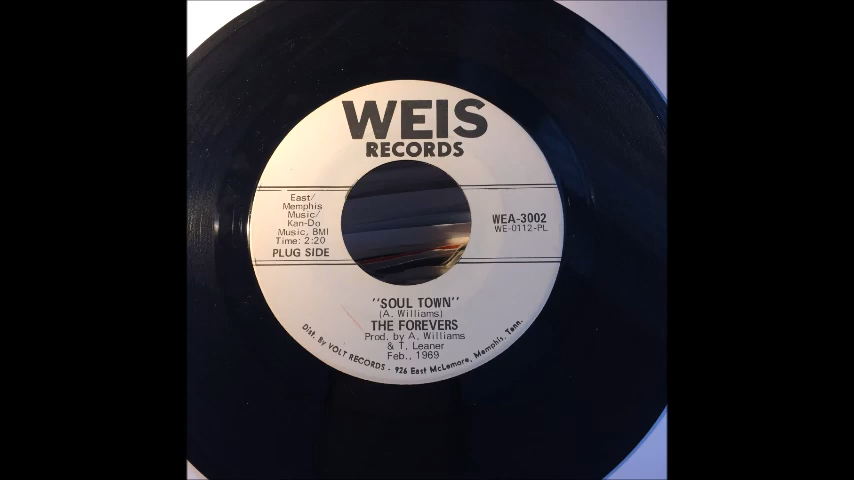 WEIS
RECORDS
East/
Memphis
Music/
Kan-Do
Music, BMI
Time: 2:20
PLUG SIDE
WEA-3002
WE-0112-PL
"SOUL TOWN"
(A. Williams)
THE FOREVERS
Prod. by A. Williams
& T. Leaner
Feb., 1969
Dist. By VOLT RECORDS - 926 East McLemore, Memphis, Tenn.